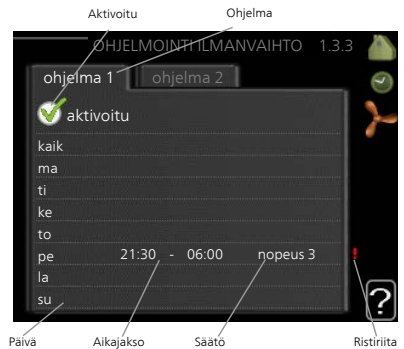 Aktivoitu Ohjelma
OHJELMOINTI ILMANVAIHTO 1.3.3
ohjelma 1 ohjelma 2
aktivoitu
kaik
ma
ti
ke
to
pe 21:30 - 06:00 nopeus 3 !
la
su
?
Päivä Aikajakso Säätö Ristiriita